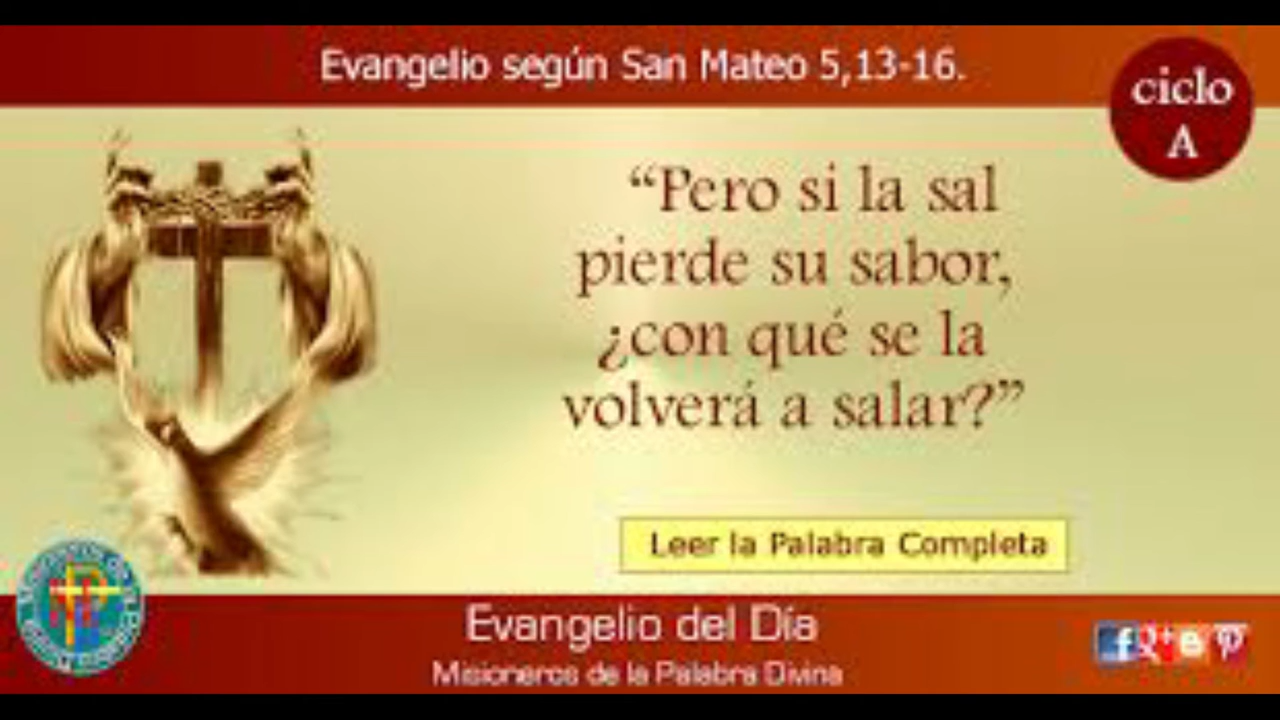 Evangelio según San Mateo 5,13-16.
ciclo
A
“Pero si la sal
pierde su sabor,
¿con qué se la
volverá a salar?”
Leer la Palabra Completa
Evangelio del Día
Misioneros de la Palabra Divina